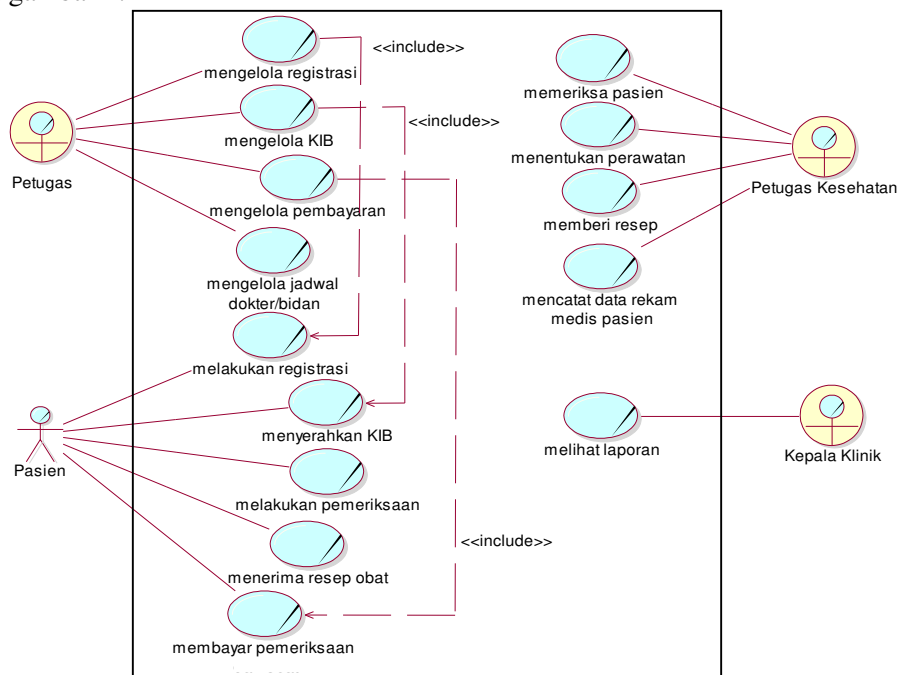 <<include>>
mengelola registrasi
<<include>>
mengelola KIB
Petugas
mengelola pembayaran
mengelola jadwal
dokter/bidan
melakukan registrasi
menyerahkan KIB
Pasien
melakukan pemeriksaan
<<include>>
menerima resep obat
membayar pemeriksaan
memeriksa pasien
menentukan perawatan
Petugas Kesehatan
memberi resep
mencatat data rekam
medis pasien
melihat laporan
Kepala Klinik